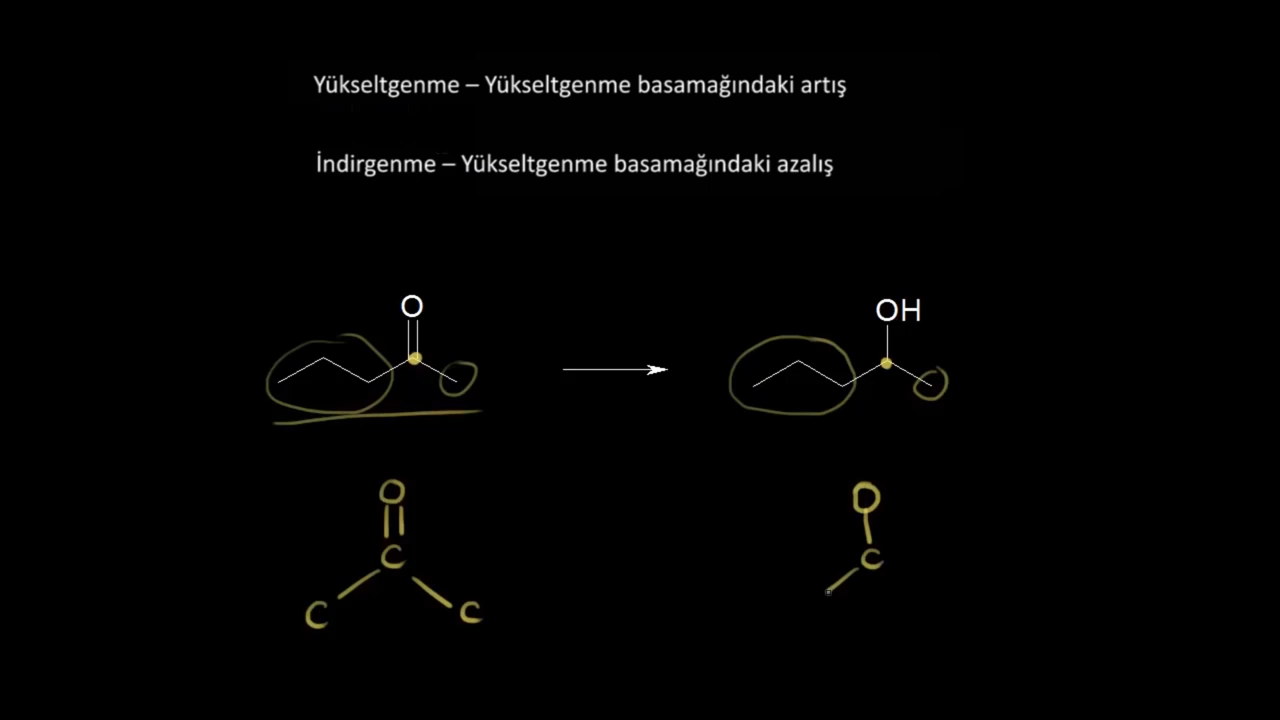 Yükseltgenme – Yükseltgenme basamağındaki artış
İndirgenme – Yükseltgenme basamağındaki azalış
O
OH
O
C
C
C
O
C